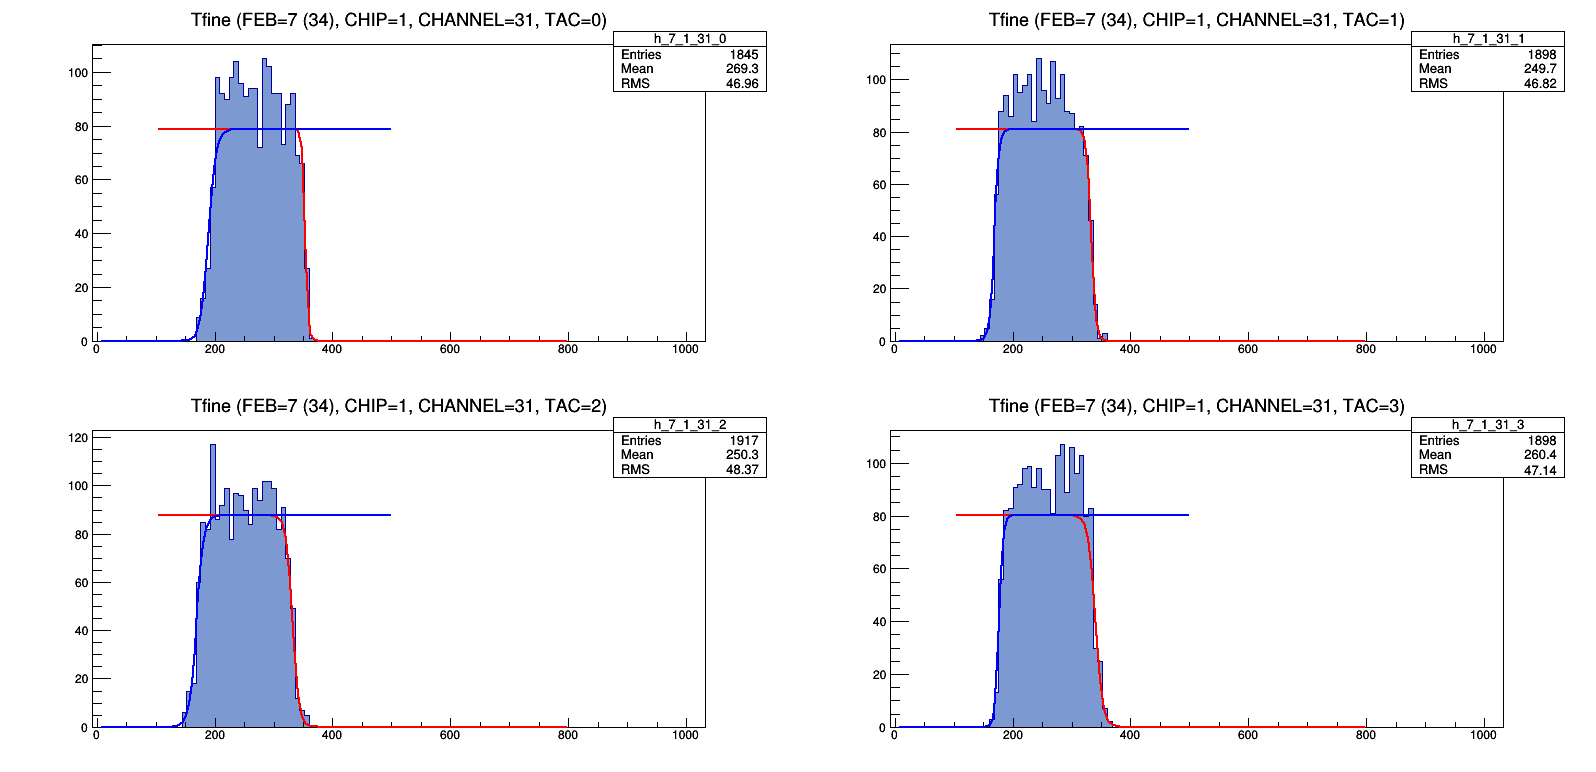 Tfine (FEB=7 (34), CHIP=1, CHANNEL=31, TAC=0)
h_7_1_31_0
Entries 1845
Mean 269.3
RMS 46.96
100
80
60
40
20
0
0 200 400 600 800 1000
Tfine (FEB=7 (34), CHIP=1, CHANNEL=31, TAC=1)
h_7_1_31_1
Entries 1898
Mean 249.7
RMS 46.82
100
80
60
40
20
0
0 200 400 600 800 1000
Tfine (FEB=7 (34), CHIP=1, CHANNEL=31, TAC=2)
h_7_1_31_2
Entries 1917
Mean 250.3
RMS 48.37
120
100
80
60
40
20
0
0 200 400 600 800 1000
Tfine (FEB=7 (34), CHIP=1, CHANNEL=31, TAC=3)
h_7_1_31_3
Entries 1898
Mean 260.4
RMS 47.14
100
80
60
40
20
0
0 200 400 600 800 1000